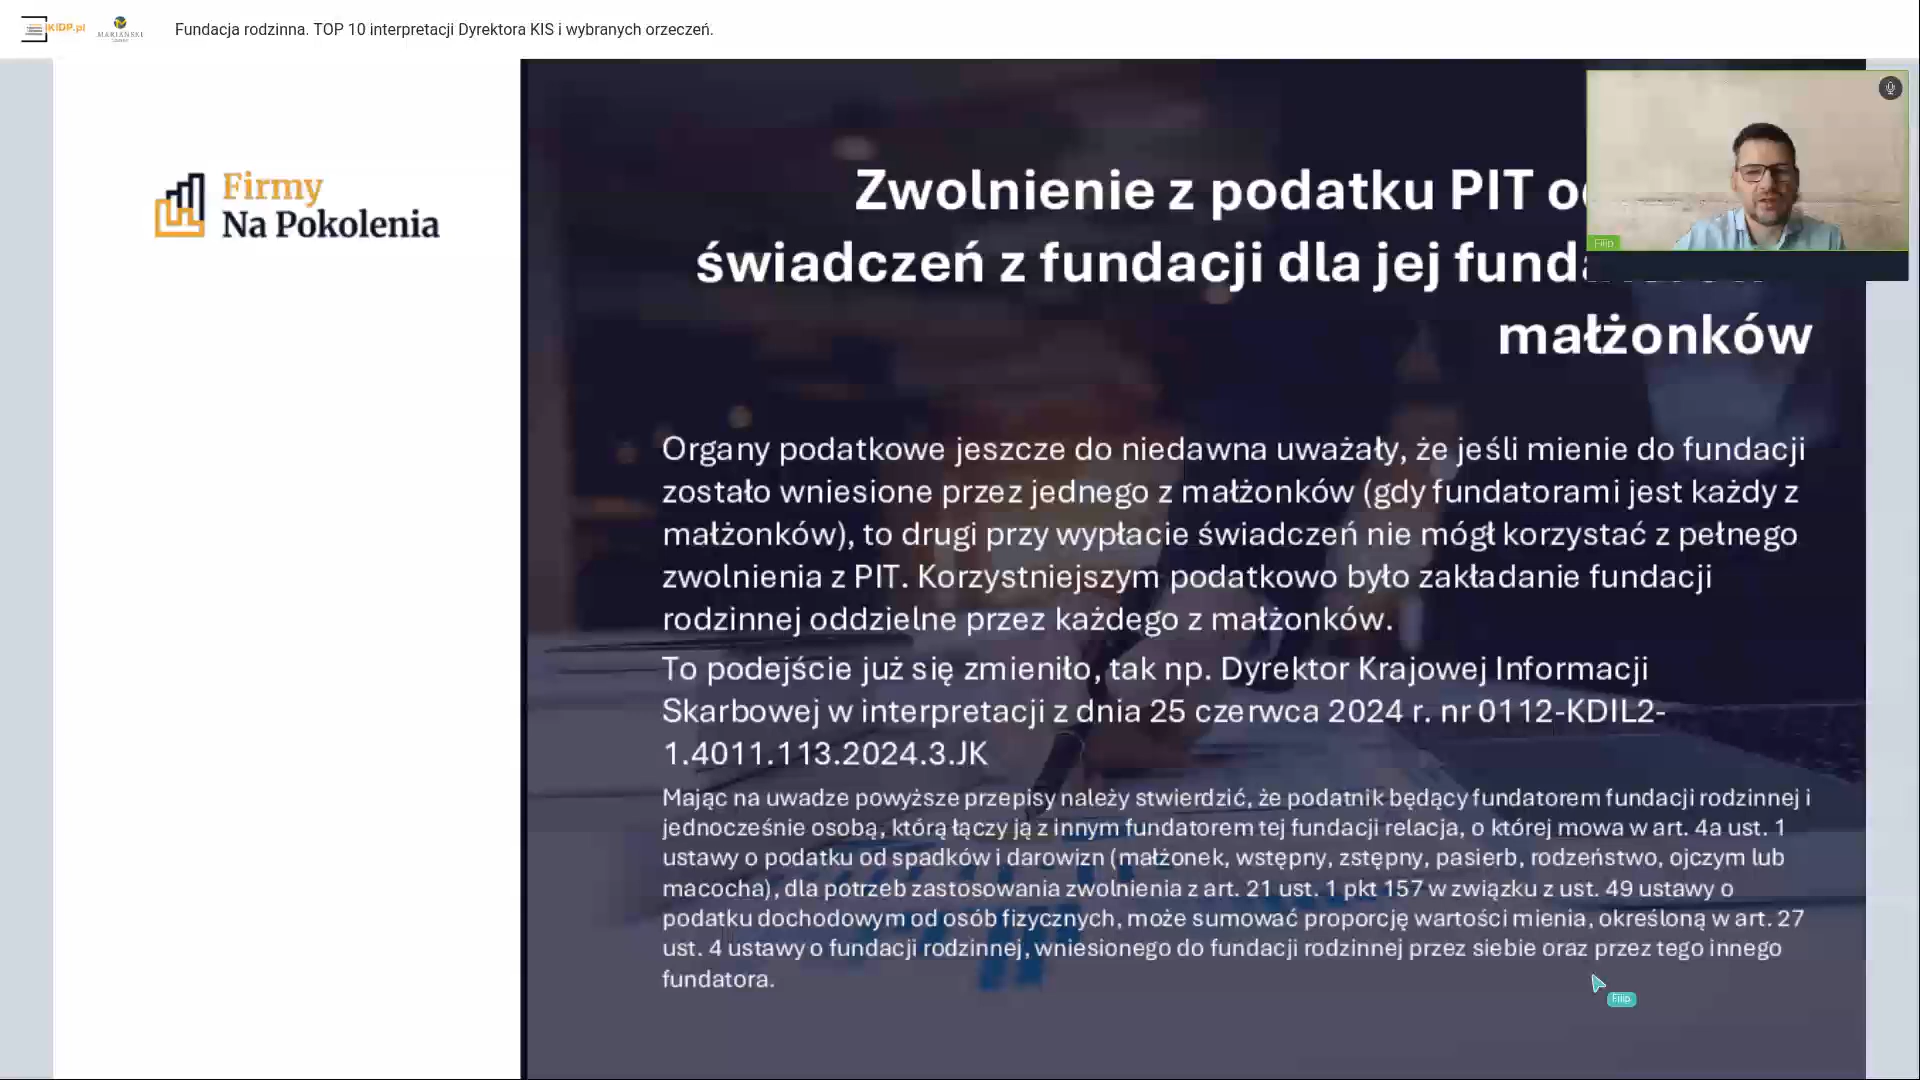 iKIDP.pl
MARIAŃSKI
Fundacja rodzinna. TOP 10 interpretacji Dyrektora KIS i wybranych orzeczeń.
Firmy
Na Pokolenia
Zwolnienie z podatku PIT
świadczeń z fundacji dla jej
małżonków
Filip
Organy podatkowe jeszcze do niedawna uważały, że jeśli mienie do fundacji
zostało wniesione przez jednego z małżonków (gdy fundatorami jest każdy z
małżonków), to drugi przy wypłacie świadczeń nie mógł korzystać z pełnego
zwolnienia z PIT. Korzystniejszym podatkowo było zakładanie fundacji
rodzinnej oddzielne przez każdego z małżonków.
To podejście już się zmieniło, tak np. Dyrektor Krajowej Informacji
Skarbowej w interpretacji z dnia 25 czerwca 2024 r. nr 0112-KDIL2-
1.4011.113.2024.3.JK
Mając na uwadze powyższe przepisy należy stwierdzić, że podatnik będący fundatorem fundacji rodzinnej i
jednocześnie osobą, którą łączy ją z innym fundatorem tej fundacji relacja, o której mowa w art. 4a ust. 1
ustawy o podatku od spadków i darowizn (małżonek, wstępny, zstępny, pasierb, rodzeństwo, ojczym lub
macocha), dla potrzeb zastosowania zwolnienia z art. 21 ust. 1 pkt 157 w związku z ust. 49 ustawy o
podatku dochodowym od osób fizycznych, może sumować proporcję wartości mienia, określoną w art. 27
ust. 4 ustawy o fundacji rodzinnej, wniesionego do fundacji rodzinnej przez siebie oraz przez tego innego
fundatora.
Filip